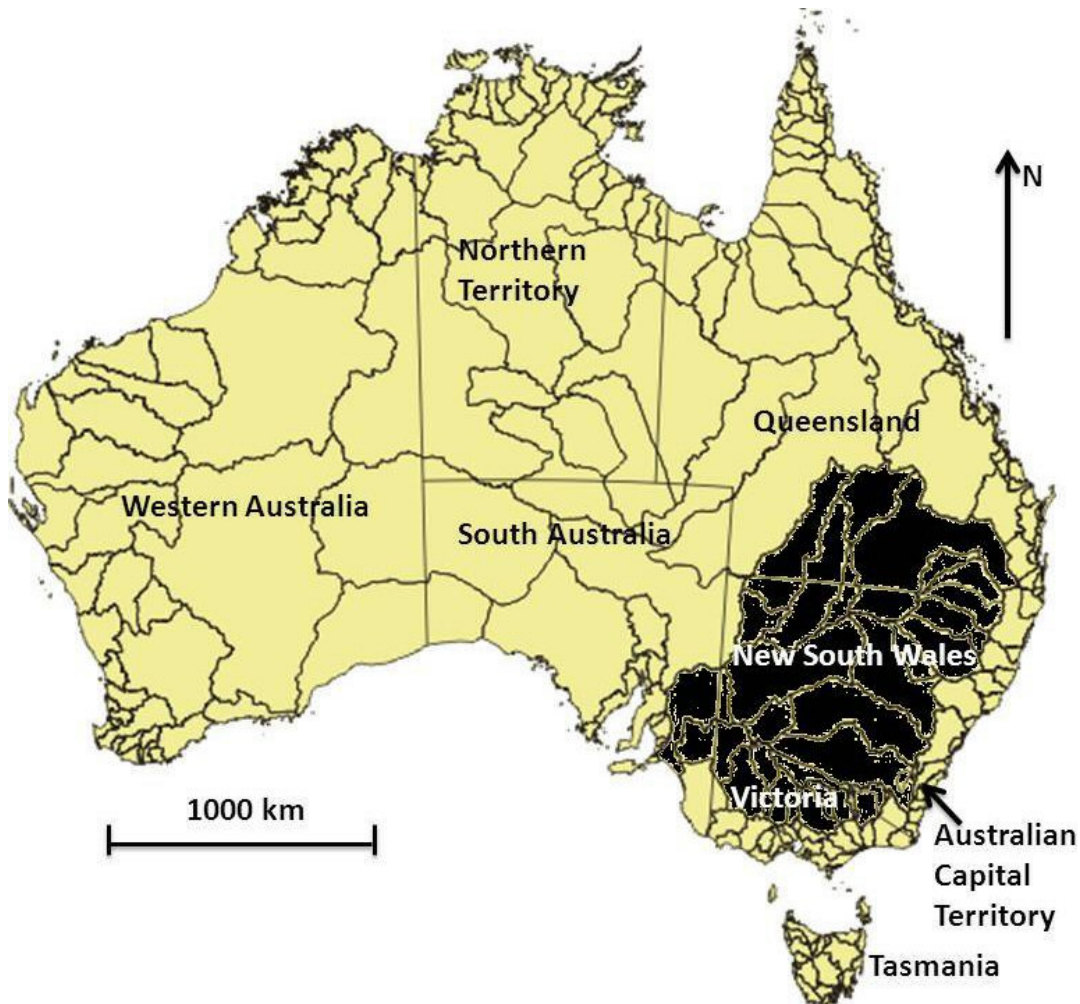 N
Northern
Territory
Queensland
Western Australia
South Australia
New South Wales
Victoria
1000 km
Australian
Capital
Territory
Tasmania